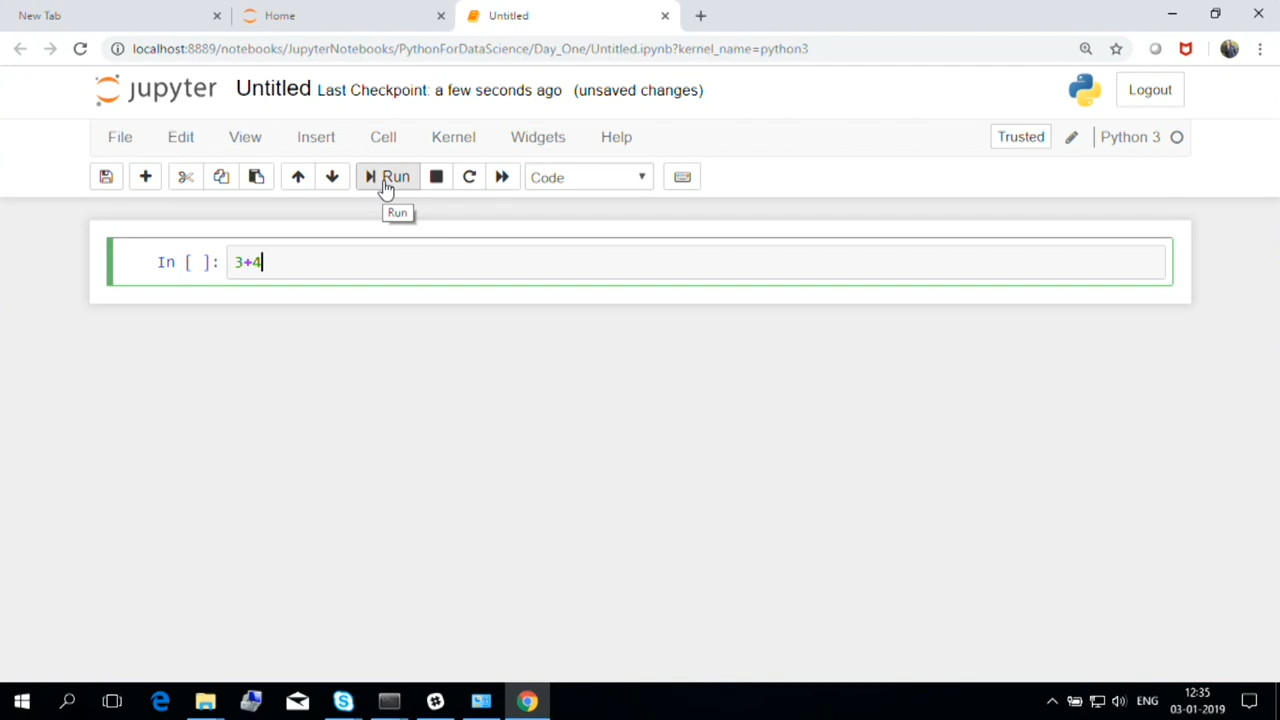 New Tab Home Untitled
localhost:8889/notebooks/JupyterNotebooks/PythonForDataScience/Day_One/Untitled.ipynb?kernel_name=python3
jupyter Untitled Last Checkpoint: a few seconds ago (unsaved changes) Logout
File Edit View Insert Cell Kernel Widgets Help Trusted Python 3
Run Code
Run
In [ ]: 3+4
ENG 12:35
03-01-2019